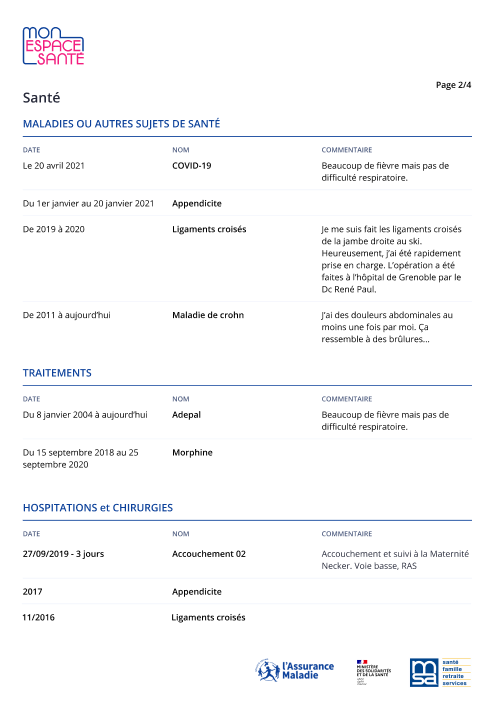 mon
ESPACE
SANTÉ
Page 2/4
Santé
MALADIES OU AUTRES SUJETS DE SANTÉ
DATE NOM COMMENTAIRE
Le 20 avril 2021 COVID-19 Beaucoup de fièvre mais pas de
difficulté respiratoire.
Du 1er janvier au 20 janvier 2021 Appendicite
De 2019 à 2020 Ligaments croisés Je me suis fait les ligaments croisés
de la jambe droite au ski.
Heureusement, j'ai été rapidement
prise en charge. L'opération a été
faites à l'hôpital de Grenoble par le
Dc René Paul.
De 2011 à aujourd'hui Maladie de crohn J'ai des douleurs abdominales au
moins une fois par moi. Ça
ressemble à des brûlures...
TRAITEMENTS
DATE NOM COMMENTAIRE
Du 8 janvier 2004 à aujourd'hui Adepal Beaucoup de fièvre mais pas de
difficulté respiratoire.
Du 15 septembre 2018 au 25 Morphine
septembre 2020
HOSPITATIONS et CHIRURGIES
DATE NOM COMMENTAIRE
27/09/2019 - 3 jours Accouchement 02 Accouchement et suivi à la Maternité
Necker. Voie basse, RAS
2017 Appendicite
11/2016 Ligaments croisés
l'Assurance
Maladie
MINISTÈRE
DES SOLIDARITÉS
ET DE LA SANTÉ
msa
santé
famille
retraite
services